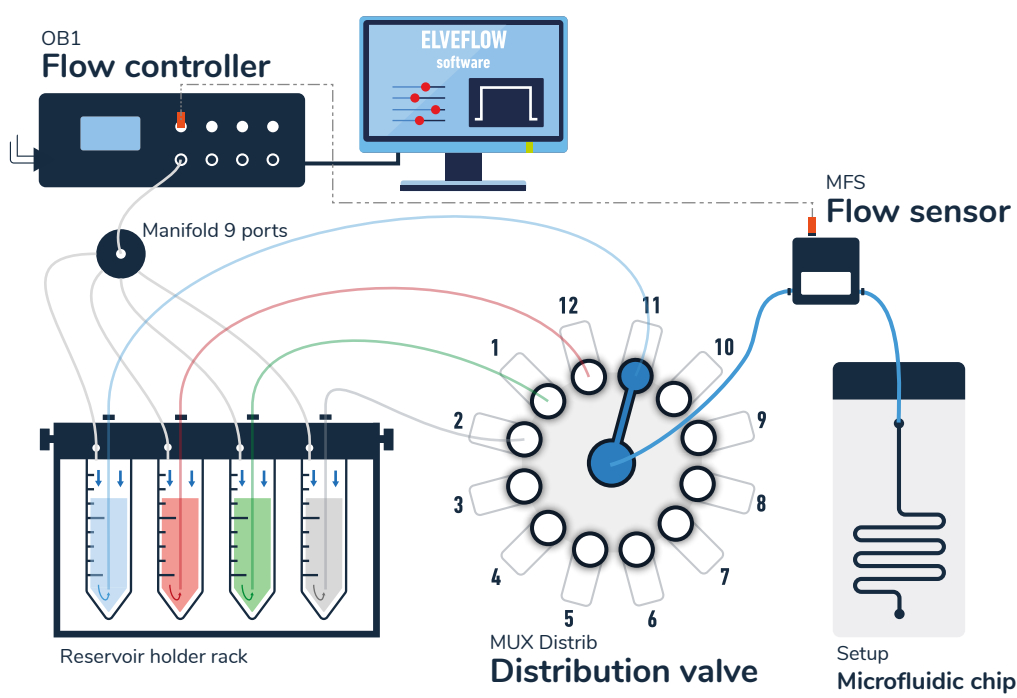 OB1
Flow controller
ELVEFLOW
software
MFS
Flow sensor
Manifold 9 ports
12
11
1
10
2
9
3
8
4
7
5
6
MUX Distrib
Distribution valve
Reservoir holder rack
Setup
Microfluidic chip